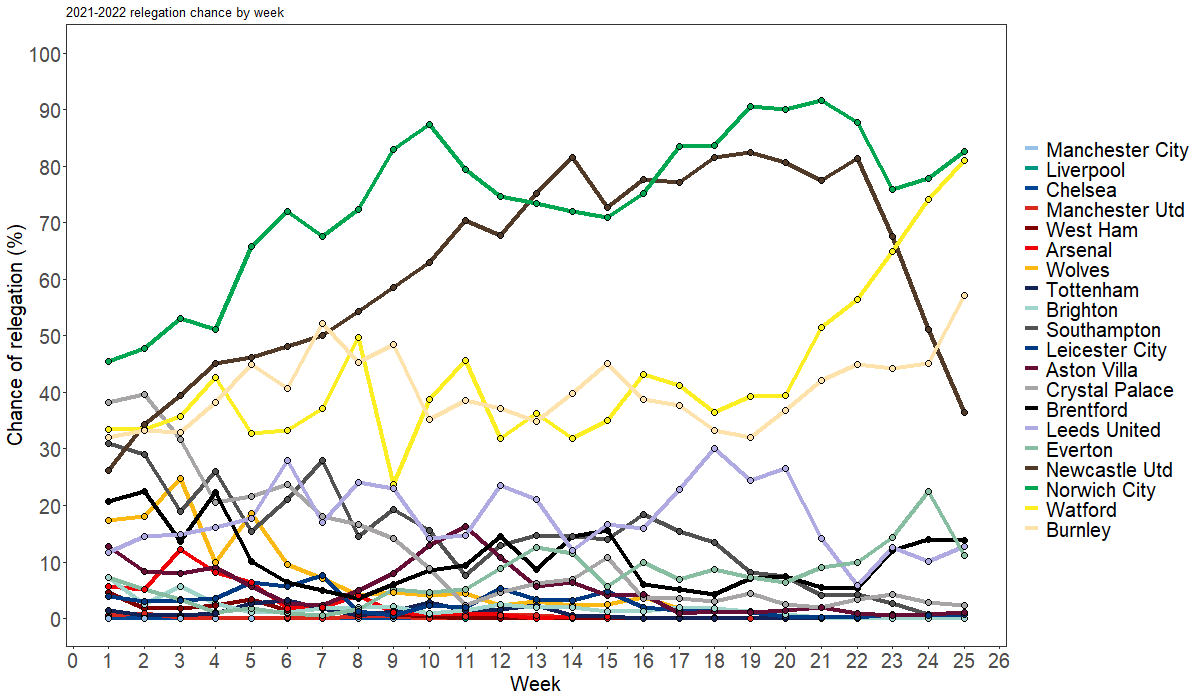 2021-2022 relegation chance by week
Chance of relegation (%)
100
90
80
70
60
50
40
30
20
10
0
0 1 2 3 4 5 6 7 8 9 10 11 12 13 14 15 16 17 18 19 20 21 22 23 24 25 26
Week
Manchester City
Liverpool
Chelsea
Manchester Utd
West Ham
Arsenal
Wolves
Tottenham
Brighton
Southampton
Leicester City
Aston Villa
Crystal Palace
Brentford
Leeds United
Everton
Newcastle Utd
Norwich City
Watford
Burnley